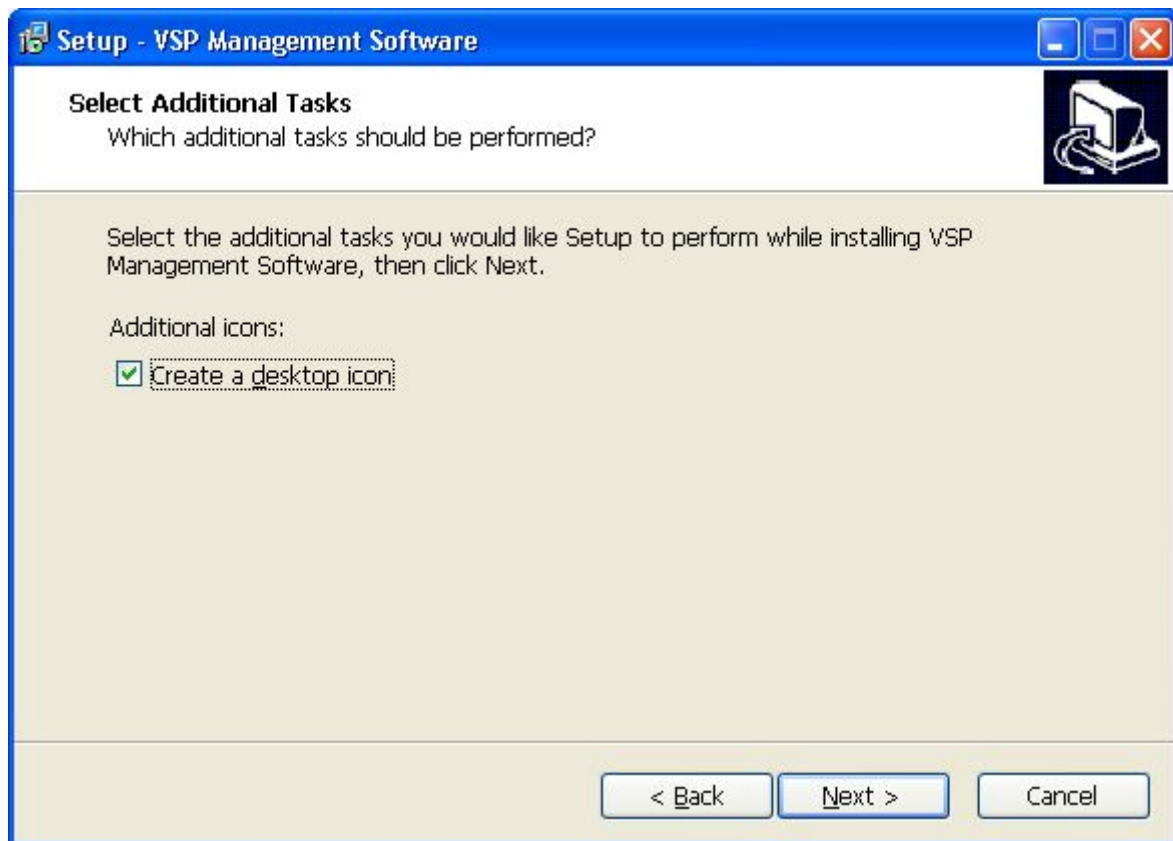 Setup - VSP Management Software
Select Additional Tasks
Which additional tasks should be performed?
Select the additional tasks you would like Setup to perform while installing VSP
Management Software, then click Next.
Additional icons:
Create a desktop icon
< Back Next > Cancel